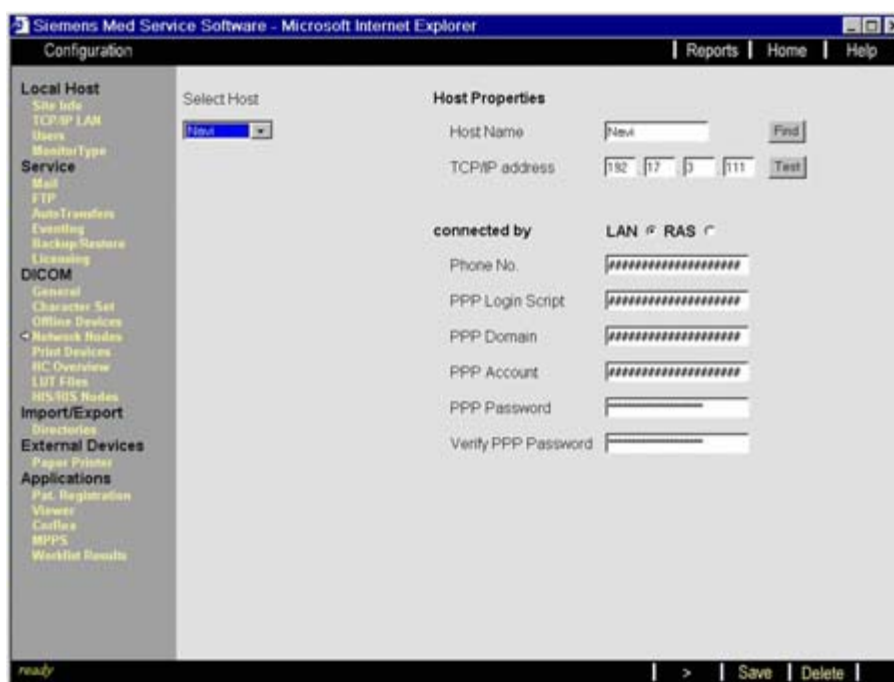 Siemens Med Service Software - Microsoft Internet Explorer
Configuration
Reports Home Help
Local Host
Site Info
TCP/IP LAN
Users
MonitorType
Service
Mail
FTP
AutoTransfers
Eventlog
Backup/Restore
Licensing
DICOM
General
Character Set
Offline Devices
Network Nodes
Print Devices
HC Overview
LUT Files
HIS/RIS Nodes
Import/Export
Directories
External Devices
Paper Printer
Applications
Pat. Registration
Viewer
MPPS
Worklist Results
Select Host
Navi
Host Properties
Host Name Navi Find
TCP/IP address 192 17 3 111 Test
connected by LAN RAS
Phone No. ####################
PPP Login Script ####################
PPP Domain ####################
PPP Account ####################
PPP Password
Verify PPP Password
ready
> Save Delete